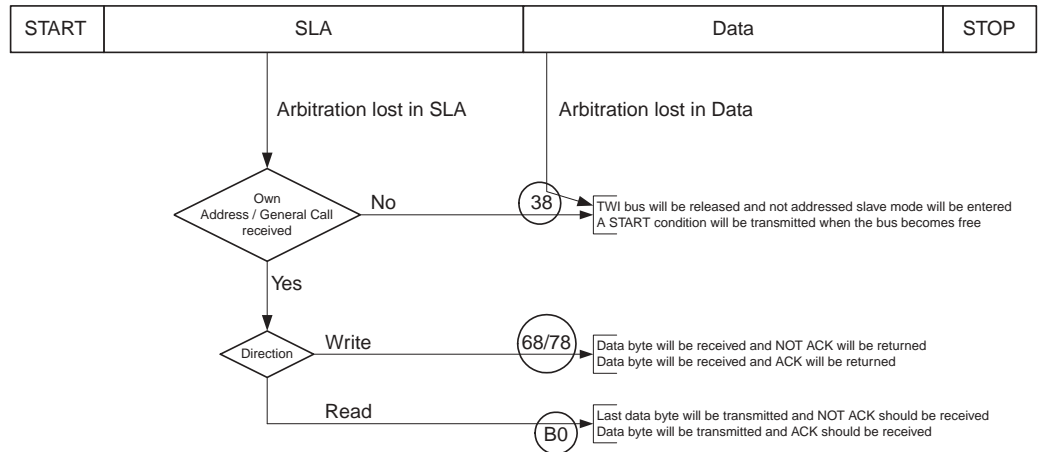 START SLA Data STOP
Arbitration lost in SLA Arbitration lost in Data
Own
Address / General Call
received
No
38
TWI bus will be released and not addressed slave mode will be entered
A START condition will be transmitted when the bus becomes free
Yes
Direction
Write
68/78
Data byte will be received and NOT ACK will be returned
Data byte will be received and ACK will be returned
Read
B0
Last data byte will be transmitted and NOT ACK should be received
Data byte will be transmitted and ACK should be received